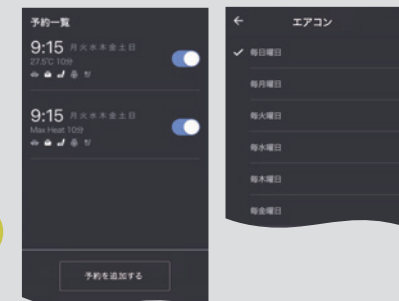 予約一覧
9:15 月火水木金土日
27.5℃ 10分
9:15 月火水木金土日
Max Heat 10分
予約を追加する
エアコン
毎日曜日
毎月曜日
毎火曜日
毎水曜日
毎木曜日
毎金曜日